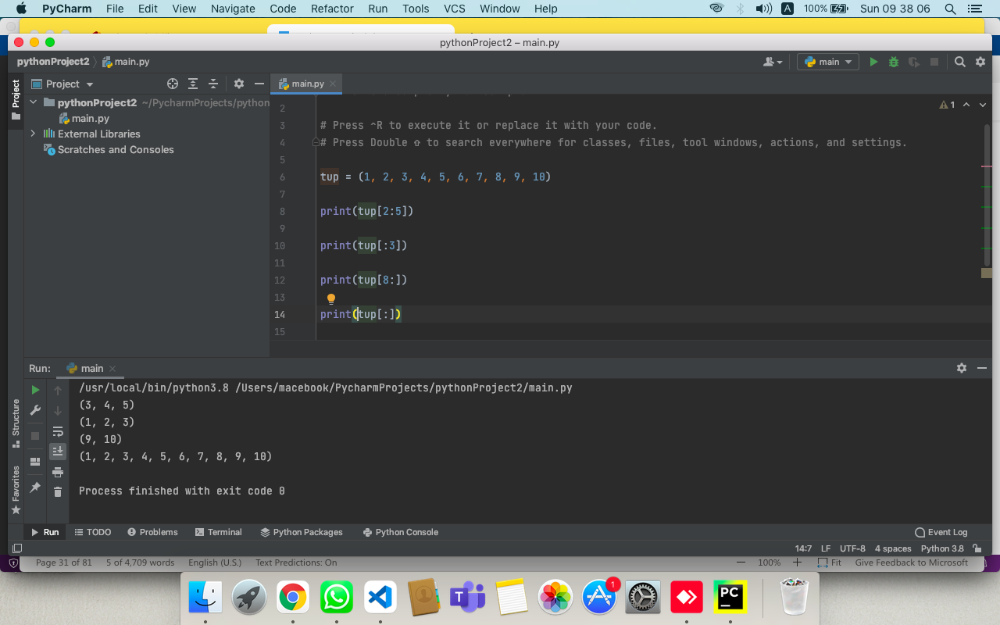 PyCharm File Edit View Navigate Code Refactor Run Tools VCS Window Help A 100% Sun 09 38 06
pythonProject2 – main.py
pythonProject2 main.py main
Project
Project main.py
pythonProject2 ~/PycharmProjects/python
main.py
External Libraries
Scratches and Consoles
1
2
3 # Press ^R to execute it or replace it with your code.
4 # Press Double ⇧ to search everywhere for classes, files, tool windows, actions, and settings.
5
6 tup = (1, 2, 3, 4, 5, 6, 7, 8, 9, 10)
7
8 print(tup[2:5])
9
10 print(tup[:3])
11
12 print(tup[8:])
13
14 print(tup[:])
15
Run: main
/usr/local/bin/python3.8 /Users/macebook/PycharmProjects/pythonProject2/main.py
(3, 4, 5)
(1, 2, 3)
(9, 10)
(1, 2, 3, 4, 5, 6, 7, 8, 9, 10)
Process finished with exit code 0
Structure
Favorites
Run TODO Problems Terminal Python Packages Python Console Event Log
14:7 LF UTF-8 4 spaces Python 3.8
Page 31 of 81 5 of 4,709 words English (U.S.) Text Predictions: On 100% Fit Give Feedback to Microsoft
1
PC